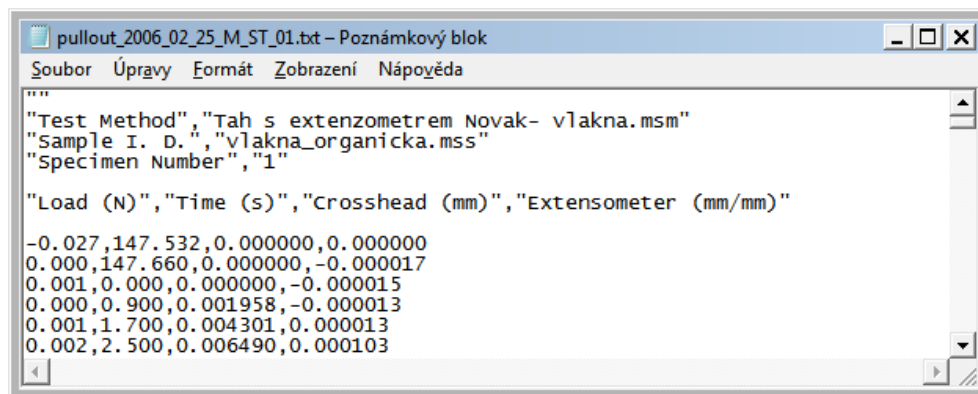 pullout_2006_02_25_M_ST_01.txt – Poznámkový blok
Soubor Úpravy Formát Zobrazení Nápověda
""
"Test Method","Tah s extenzometrem Novak- vlakna.msm"
"Sample I. D.","vlakna_organicka.mss"
"Specimen Number","1"
"Load (N)","Time (s)","Crosshead (mm)","Extensometer (mm/mm)"
-0.027,147.532,0.000000,0.000000
0.000,147.660,0.000000,-0.000017
0.001,0.000,0.000000,-0.000015
0.000,0.900,0.001958,-0.000013
0.001,1.700,0.004301,0.000013
0.002,2.500,0.006490,0.000103